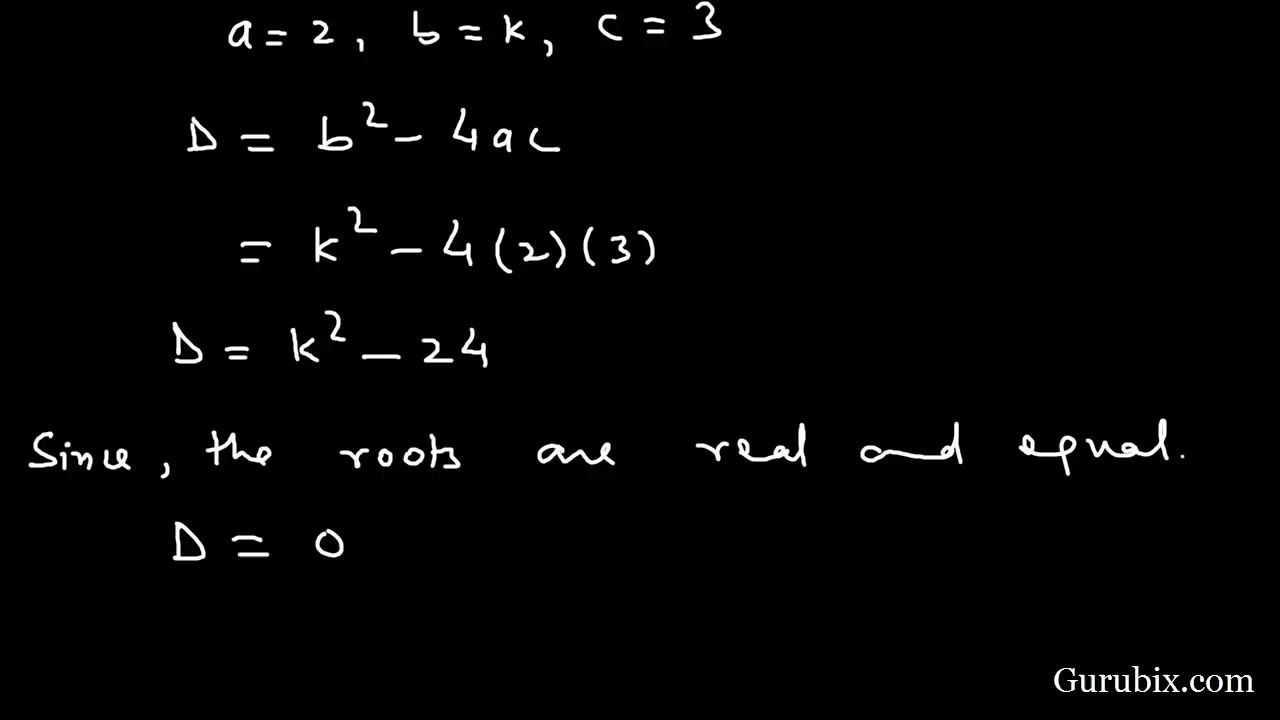 a = 2, b = k, c = 3
D = b² - 4ac
= k² - 4(2)(3)
D = k² - 24
Since, the roots are real and equal.
D = 0
Gurubix.com